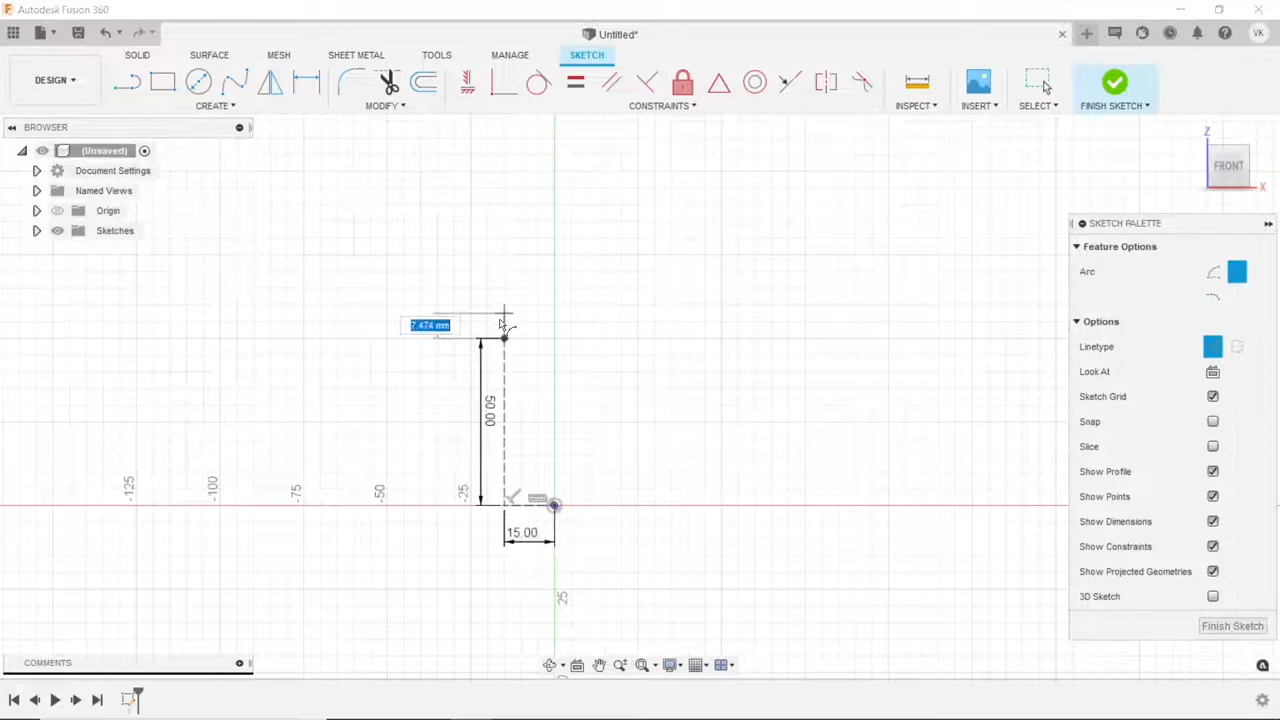 Autodesk Fusion 360
Untitled*
VK
DESIGN
SOLID
SURFACE
MESH
SHEET METAL
TOOLS
MANAGE
SKETCH
CREATE
MODIFY
CONSTRAINTS
INSPECT
INSERT
SELECT
FINISH SKETCH
BROWSER
(Unsaved)
Document Settings
Named Views
Origin
Sketches
Z
FRONT
X
SKETCH PALETTE
Feature Options
Arc
Options
Linetype
Look At
Sketch Grid
Snap
Slice
Show Profile
Show Points
Show Dimensions
Show Constraints
Show Projected Geometries
3D Sketch
Finish Sketch
7.474 mm
50.00
-125
-100
-75
-50
-25
15.00
25
COMMENTS